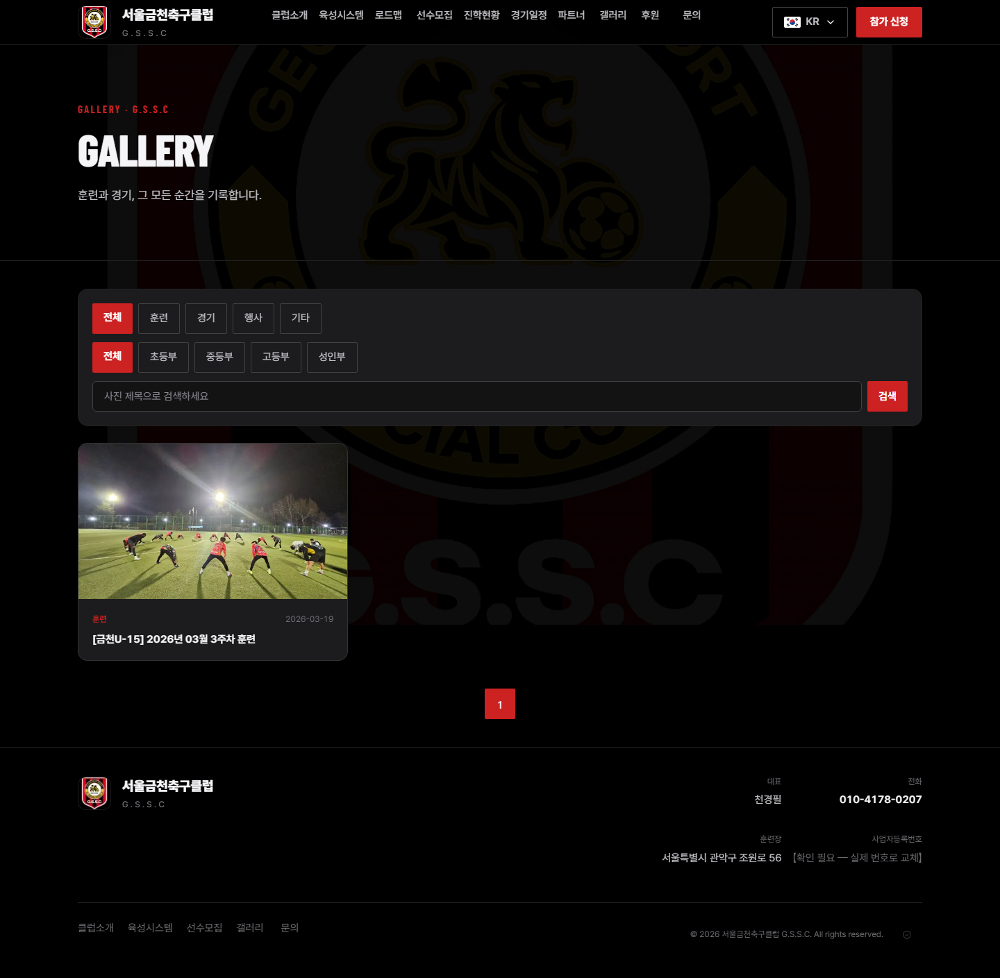 서울금천축구클럽
G.S.S.C
클럽소개 육성시스템 로드맵 선수모집 진학현황 경기일정 파트너 갤러리 후원 문의
KR
참가 신청
GALLERY · G.S.S.C
GALLERY
훈련과 경기, 그 모든 순간을 기록합니다.
전체 훈련 경기 행사 기타
전체 초등부 중등부 고등부 성인부
사진 제목으로 검색하세요
검색
CIAL CO
G.S.S.C
훈련 2026-03-19
[금천U-15] 2026년 03월 3주차 훈련
1
서울금천축구클럽
G.S.S.C
대표 전화
천경필 010-4178-0207
훈련장 사업자등록번호
서울특별시 관악구 조원로 56 【확인 필요 — 실제 번호로 교체】
클럽소개 육성시스템 선수모집 갤러리 문의
© 2026 서울금천축구클럽 G.S.S.C. All rights reserved.